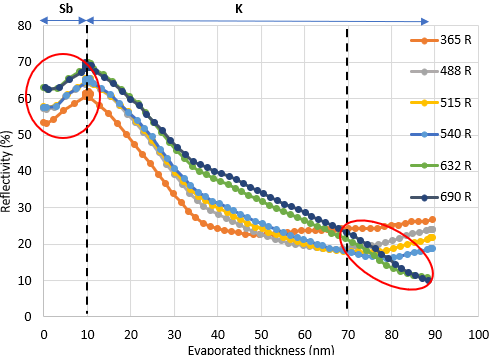 Sb K
80
70
60
50
40
30
20
10
0
Reflectivity (%)
0 10 20 30 40 50 60 70 80 90 100
Evaporated thickness (nm)
365 R
488 R
515 R
540 R
632 R
690 R